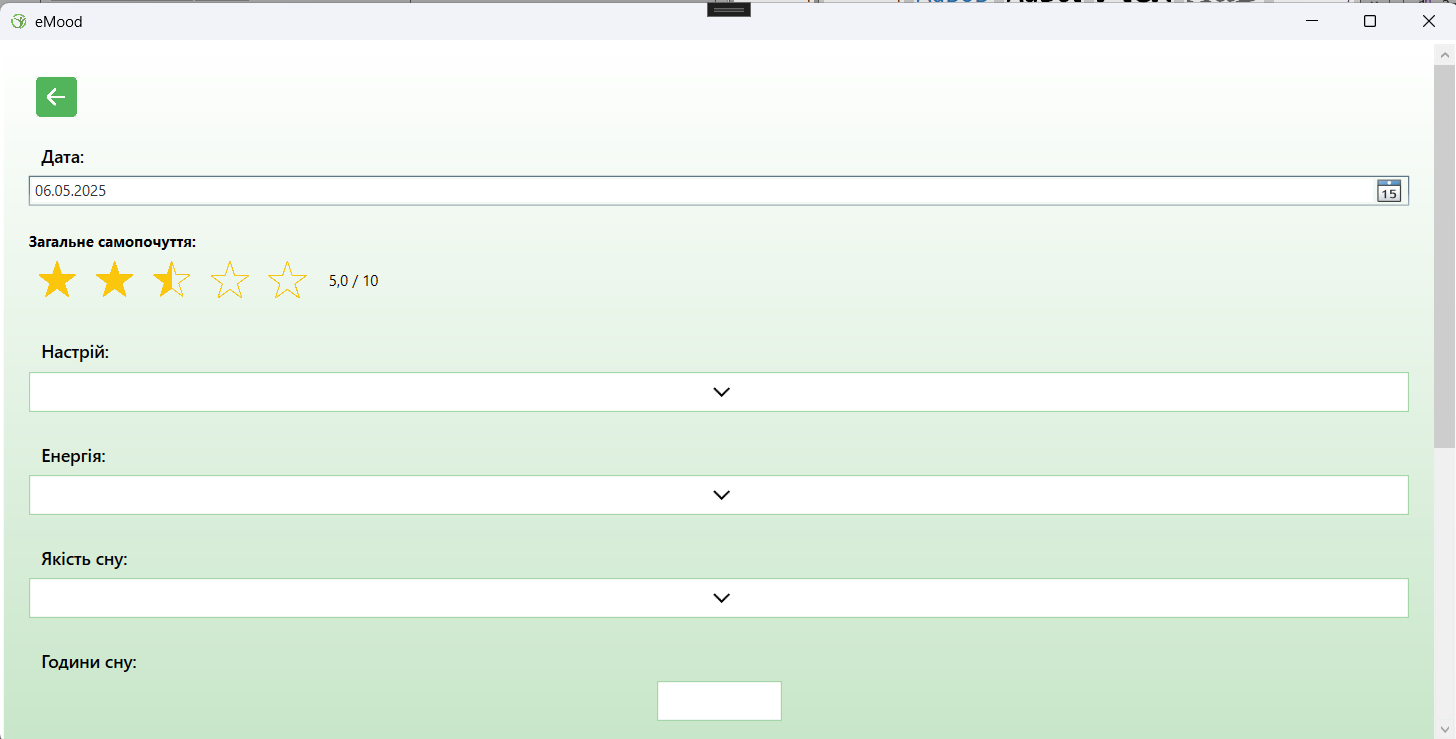 eMood
Дата:
06.05.2025
15
Загальне самопочуття:
5,0 / 10
Настрій:
Енергія:
Якість сну:
Години сну: